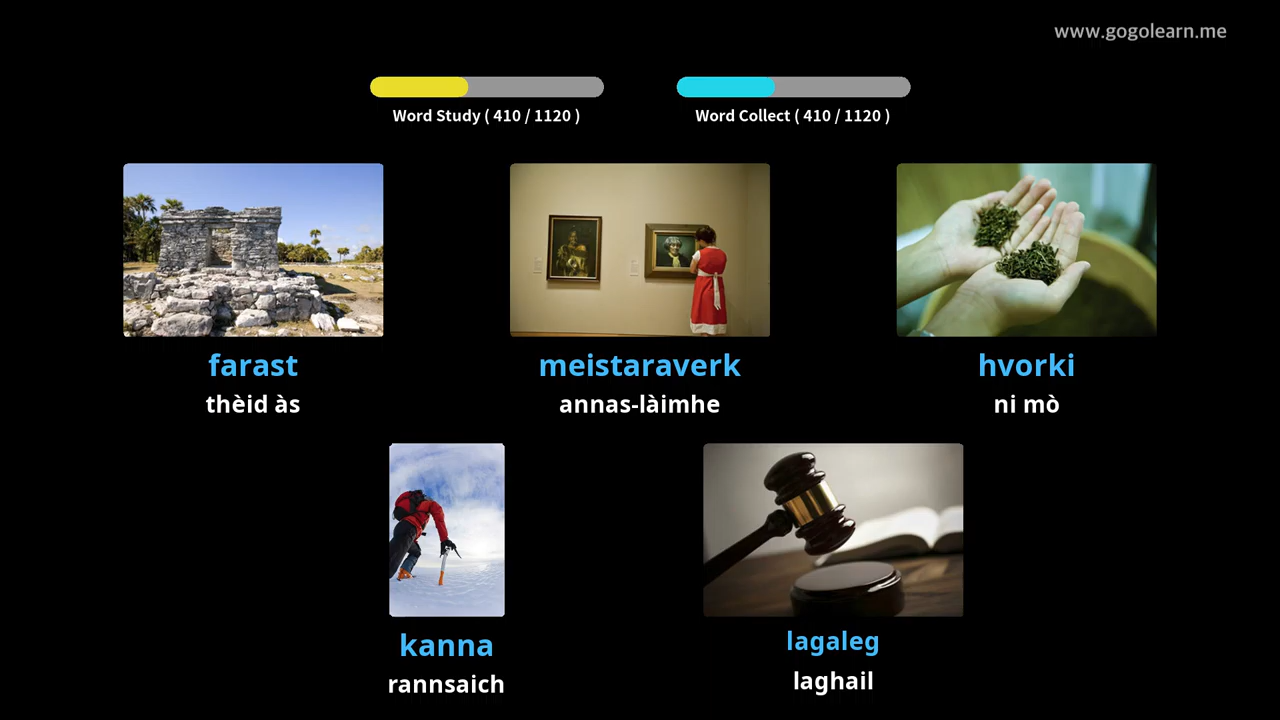 www.gogolearn.me
Word Study ( 410 / 1120 )
Word Collect ( 410 / 1120 )
farast
thèid às
meistaraverk
annas-làimhe
hvorki
ni mò
kanna
rannsaich
lagaleg
laghail